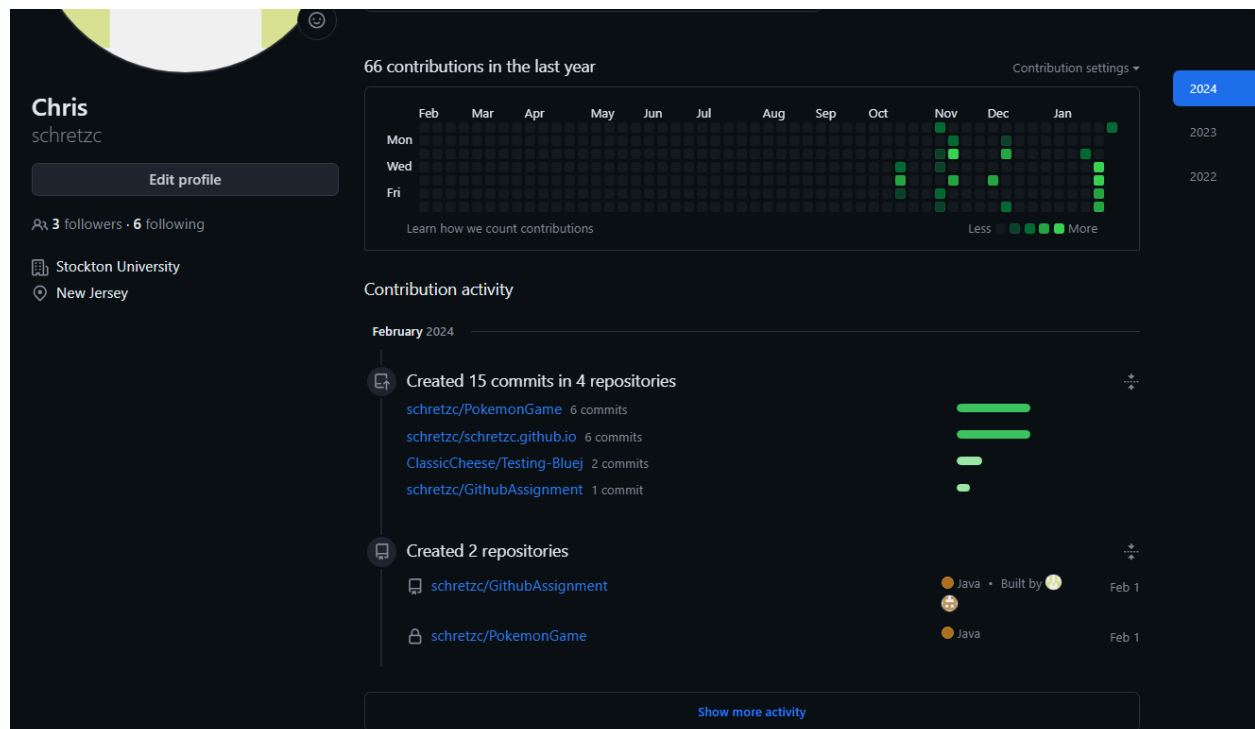 Chris
schretzc
Edit profile
3 followers · 6 following
Stockton University
New Jersey
66 contributions in the last year
Contribution settings
Feb Mar Apr May Jun Jul Aug Sep Oct Nov Dec Jan
Mon
Wed
Fri
Learn how we count contributions
Less More
2024
2023
2022
Contribution activity
February 2024
Created 15 commits in 4 repositories
schretzc/PokemonGame 6 commits
schretzc/schretzc.github.io 6 commits
ClassicCheese/Testing-Bluej 2 commits
schretzc/GithubAssignment 1 commit
Created 2 repositories
schretzc/GithubAssignment Java • Built by Feb 1
schretzc/PokemonGame Java Feb 1
Show more activity